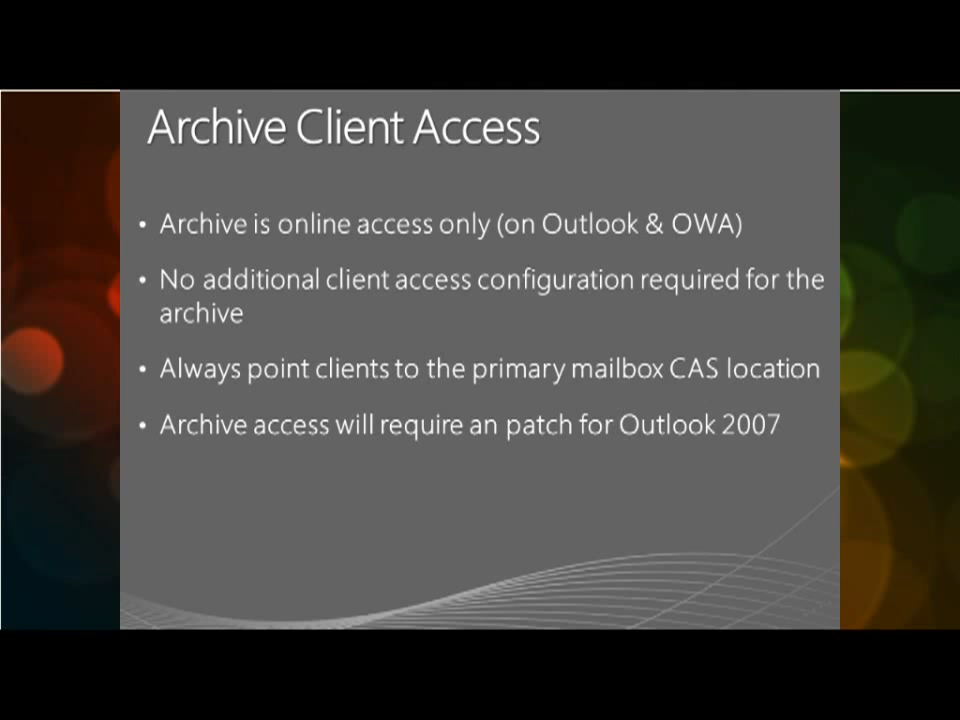 Archive Client Access
• Archive is online access only (on Outlook & OWA)
• No additional client access configuration required for the
archive
• Always point clients to the primary mailbox CAS location
• Archive access will require an patch for Outlook 2007